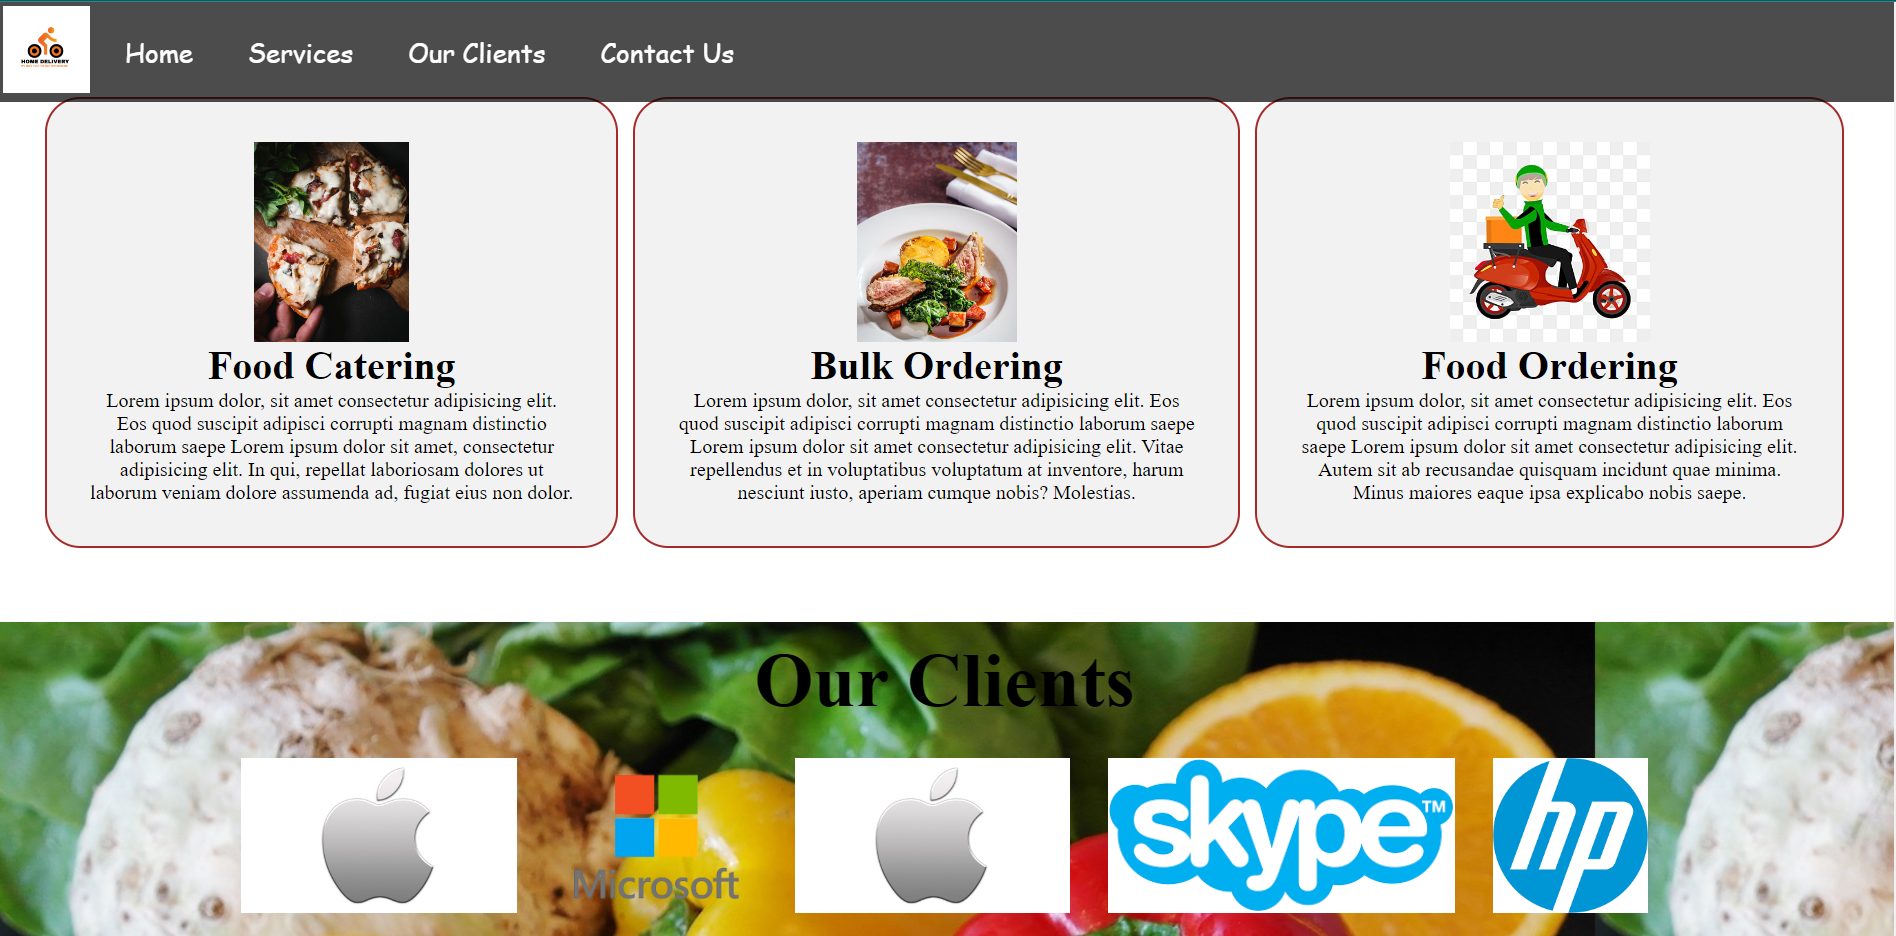 HOME DELIVERY
Home
Services
Our Clients
Contact Us
Food Catering
Lorem ipsum dolor, sit amet consectetur adipisicing elit.
Eos quod suscipit adipisci corrupti magnam distinctio
laborum saepe Lorem ipsum dolor sit amet, consectetur
adipisicing elit. In qui, repellat laboriosam dolores ut
laborum veniam dolore assumenda ad, fugiat eius non dolor.
Bulk Ordering
Lorem ipsum dolor, sit amet consectetur adipisicing elit. Eos
quod suscipit adipisci corrupti magnam distinctio laborum saepe
Lorem ipsum dolor sit amet consectetur adipisicing elit. Vitae
repellendus et in voluptatibus voluptatum at inventore, harum
nesciunt iusto, aperiam cumque nobis? Molestias.
Food Ordering
Lorem ipsum dolor, sit amet consectetur adipisicing elit. Eos
quod suscipit adipisci corrupti magnam distinctio laborum
saepe Lorem ipsum dolor sit amet consectetur adipisicing elit.
Autem sit ab recusandae quisquam incidunt quae minima.
Minus maiores eaque ipsa explicabo nobis saepe.
Our Clients
Microsoft
skype™
hp